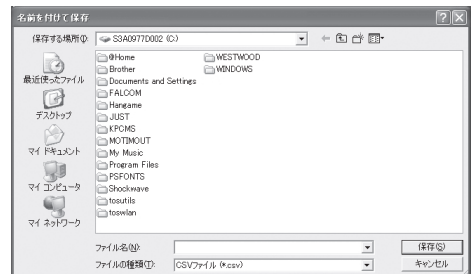 名前を付けて保存
保存する場所(I):
S3A0977D002 (C:)
最近使ったファイル
デスクトップ
マイ ドキュメント
マイ コンピュータ
マイ ネットワーク
@Home
Brother
Documents and Settings
FALCOM
Hangame
JUST
KPCMS
MOTIMOUT
My Music
Program Files
PSFONTS
Shockwave
tosutils
toswlan
WESTWOOD
WINDOWS
ファイル名(N):
保存(S)
ファイルの種類(T):
CSVファイル (*.csv)
キャンセル